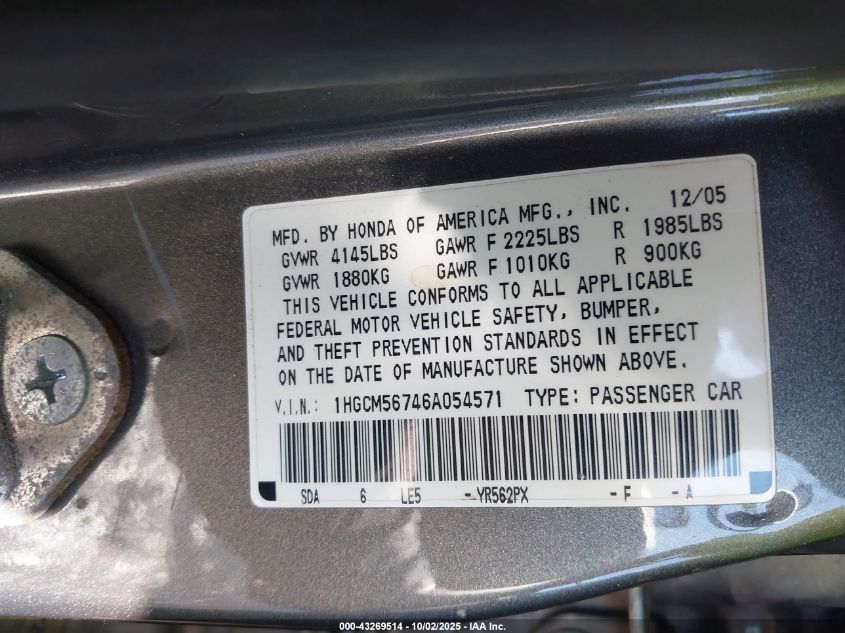 MFD. BY HONDA OF AMERICA MFG., INC. 12/05
GVWR 4145LBS GAWR F 2225LBS R 1985LBS
GVWR 1880KG GAWR F 1010KG R 900KG
THIS VEHICLE CONFORMS TO ALL APPLICABLE
FEDERAL MOTOR VEHICLE SAFETY, BUMPER,
AND THEFT PREVENTION STANDARDS IN EFFECT
ON THE DATE OF MANUFACTURE SHOWN ABOVE.
V.I.N.: 1HGCM56746A054571 TYPE: PASSENGER CAR
SDA 6 LE5 - YR562PX - F - A
000-43269514 - 10/02/2025 - IAA Inc.